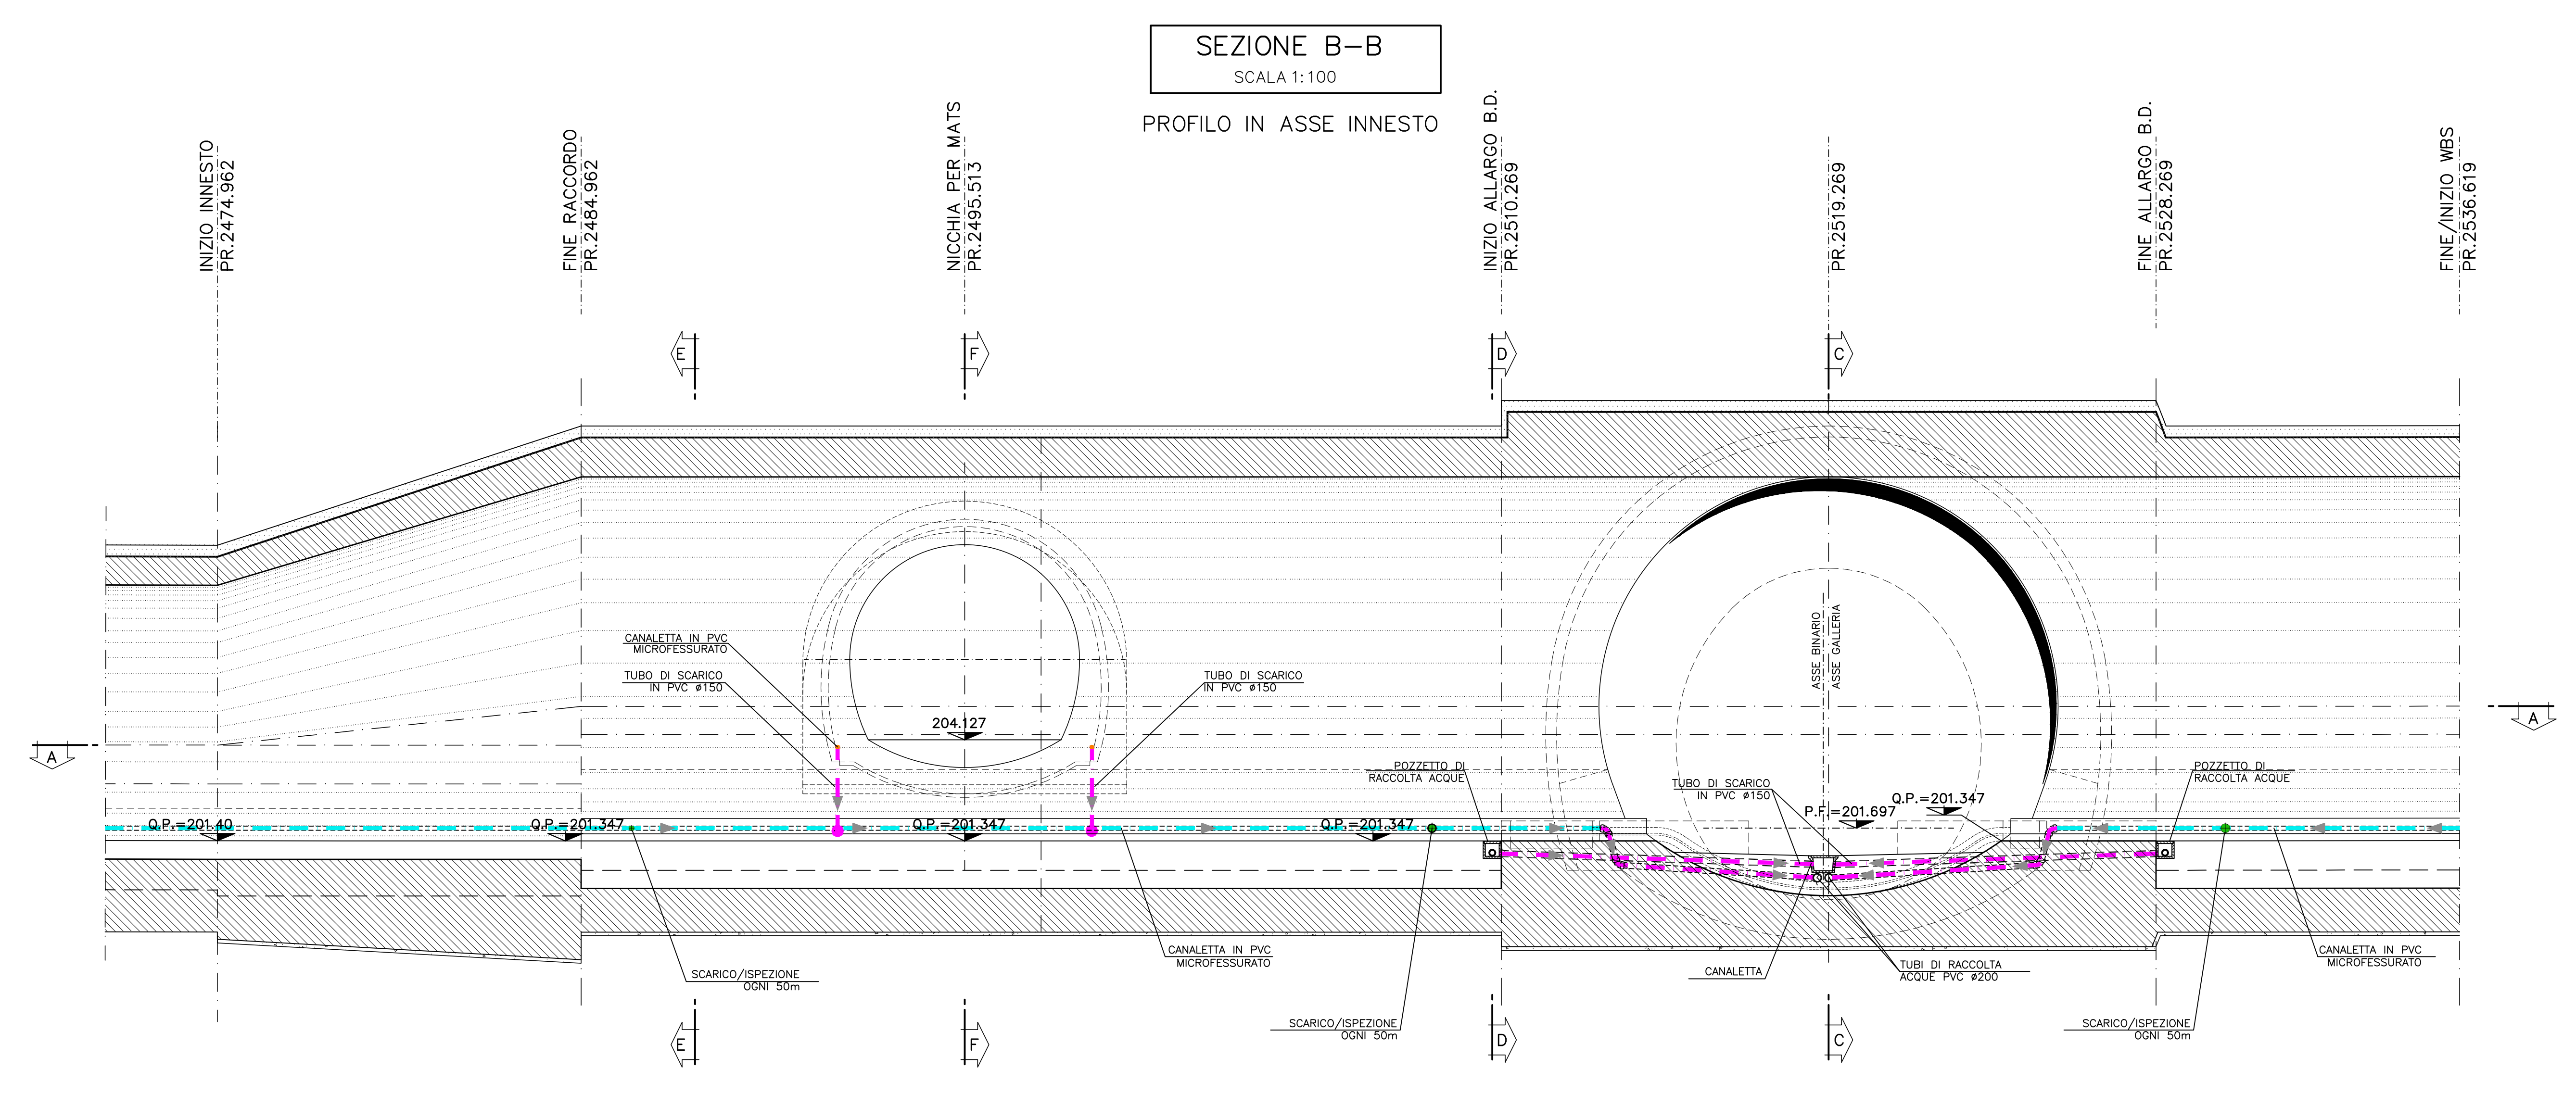 SEZIONE B-B
SCALA 1:100
PROFILO IN ASSE INNESTO
INIZIO INNESTO
PR.2474.962
FINE RACCORDO
PR.2484.962
NICCHIA PER MATS
PR.2495.513
INIZIO ALLARGO B.D.
PR.2510.269
PR.2519.269
FINE ALLARGO B.D.
PR.2528.269
FINE/INIZIO WBS
PR.2536.619
E
F
D
C
CANALETTA IN PVC
MICROFESSURATO
TUBO DI SCARICO
IN PVC ø150
TUBO DI SCARICO
IN PVC ø150
ASSE BINARIO
ASSE GALLERIA
204.127
A
A
POZZETTO DI
RACCOLTA ACQUE
TUBO DI SCARICO
IN PVC ø150
POZZETTO DI
RACCOLTA ACQUE
Q.P.=201.40
Q.P.=201.347
Q.P.=201.347
Q.P.=201.347
P.F.=201.697
Q.P.=201.347
SCARICO/ISPEZIONE
OGNI 50m
CANALETTA IN PVC
MICROFESSURATO
CANALETTA
TUBI DI RACCOLTA
ACQUE PVC ø200
CANALETTA IN PVC
MICROFESSURATO
SCARICO/ISPEZIONE
OGNI 50m
SCARICO/ISPEZIONE
OGNI 50m
E
F
D
C